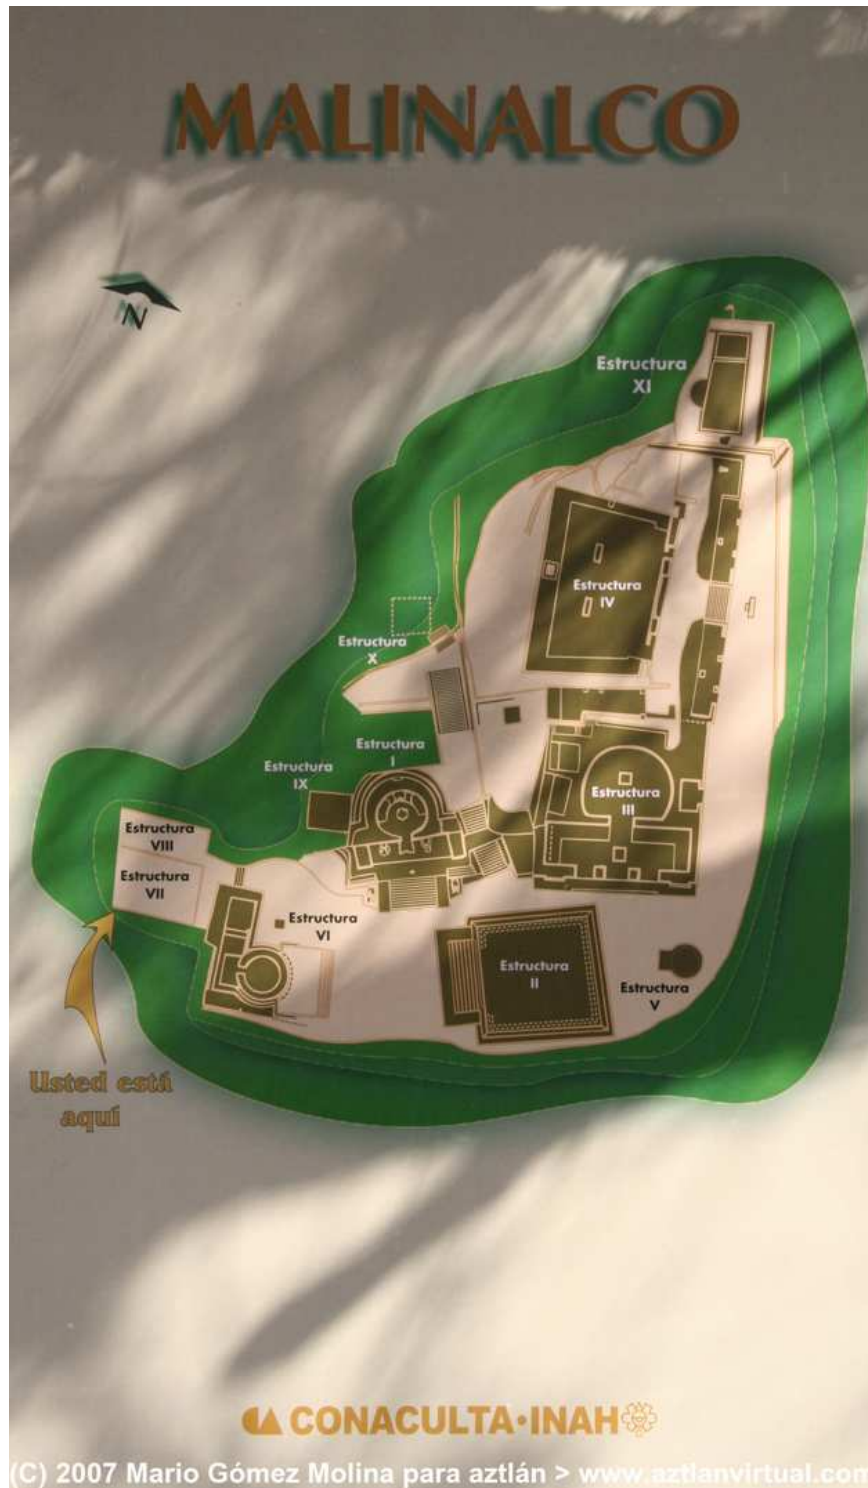 MALINALCO
N
Estructura
XI
Estructura
IV
Estructura
X
Estructura
I
Estructura
IX
Estructura
III
Estructura
VIII
Estructura
VII
Estructura
VI
Estructura
II
Estructura
V
Usted está
aquí
CONACULTA•INAH
(C) 2007 Mario Gómez Molina para aztlán > www.aztlanvirtual.com